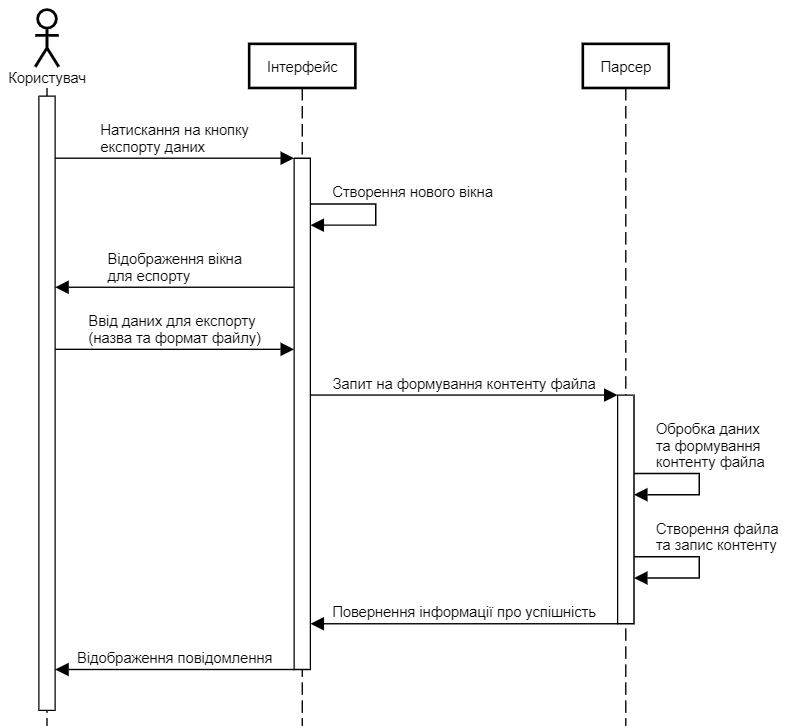 Користувач
Інтерфейс
Парсер
Натискання на кнопку
експорту даних
Створення нового вікна
Відображення вікна
для еспорту
Ввід даних для експорту
(назва та формат файлу)
Запит на формування контенту файла
Обробка даних
та формування
контенту файла
Створення файла
та запис контенту
Повернення інформації про успішність
Відображення повідомлення